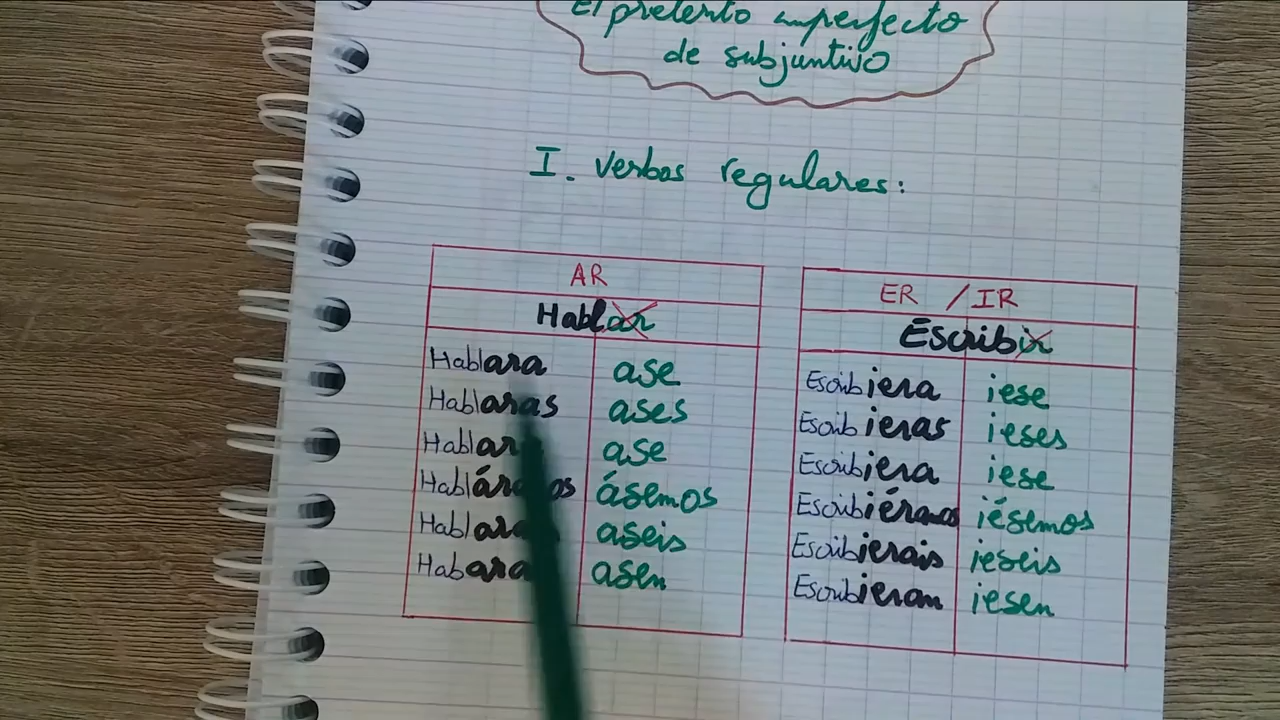 El pretérito imperfecto
de subjuntivo
I. Verbos regulares:
AR
Hablar
Hablara ase
Hablaras ases
ase
ásemos
aseis
asen
ER / IR
Escribir
Escribiera iese
Escribieras ieses
Escribiera iese
Escribiéramos iésemos
Escribierais ieseis
Escribieran iesen